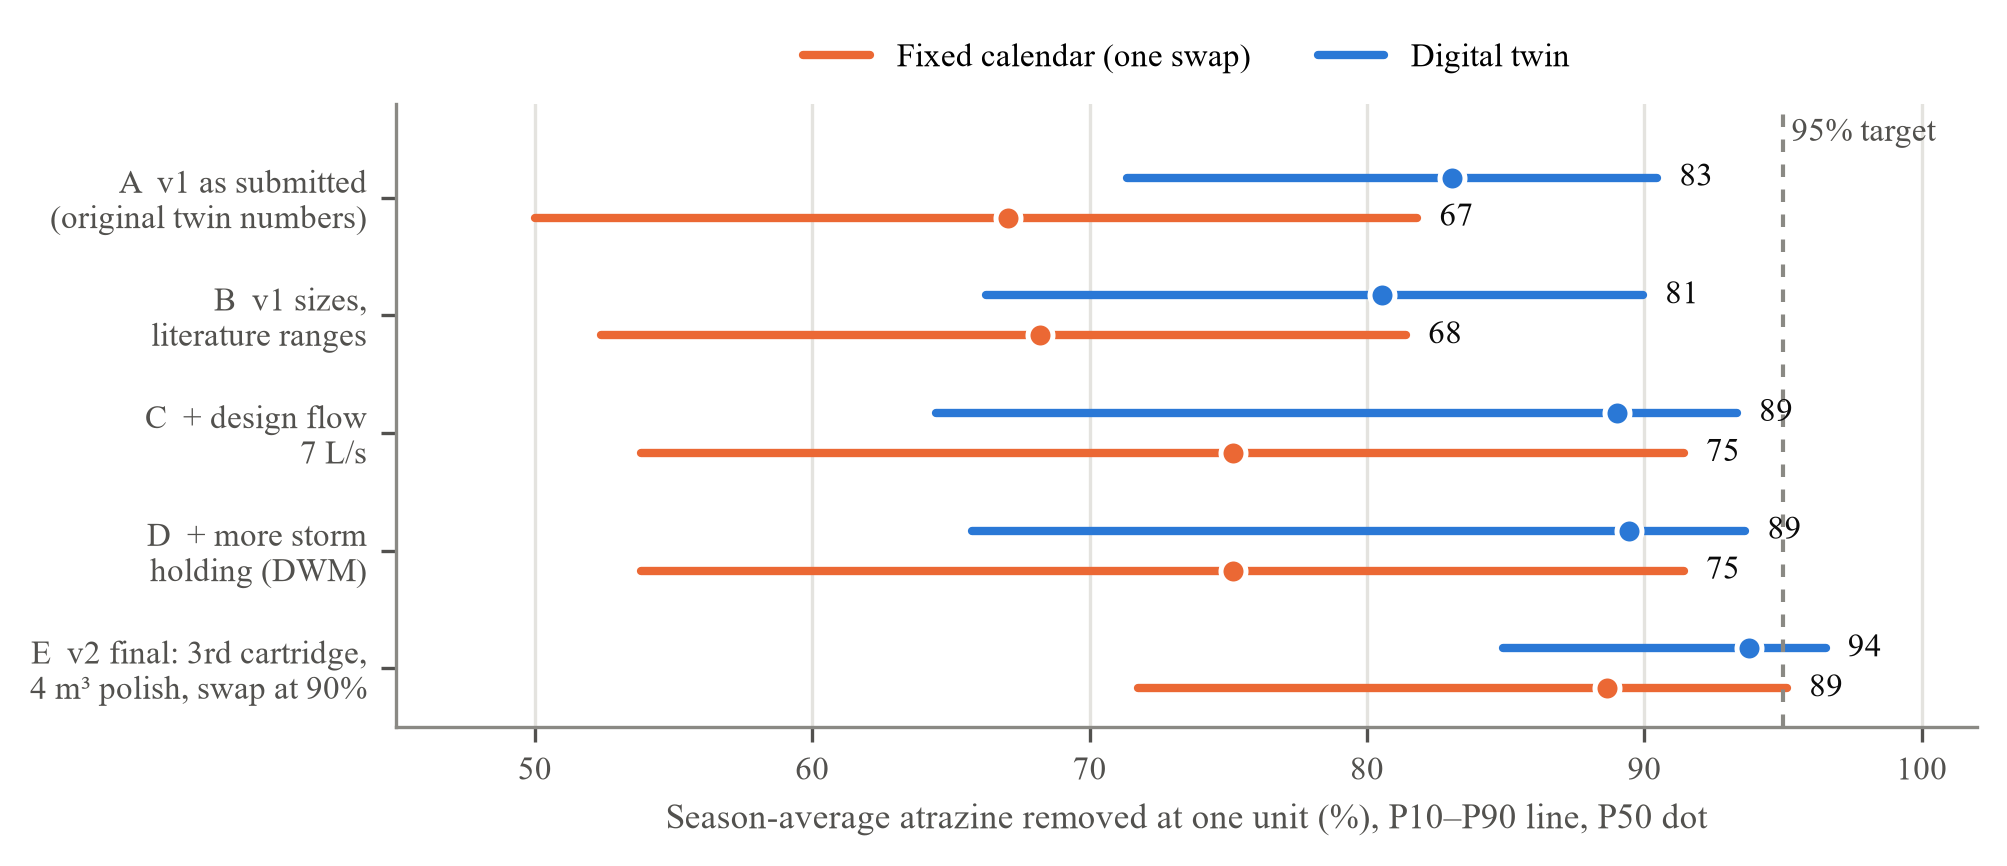 Fixed calendar (one swap)
Digital twin
95% target
A v1 as submitted
(original twin numbers)
83
67
B v1 sizes,
literature ranges
81
68
C + design flow
7 L/s
89
75
D + more storm
holding (DWM)
89
75
E v2 final: 3rd cartridge,
4 m³ polish, swap at 90%
94
89
50
60
70
80
90
100
Season-average atrazine removed at one unit (%), P10–P90 line, P50 dot